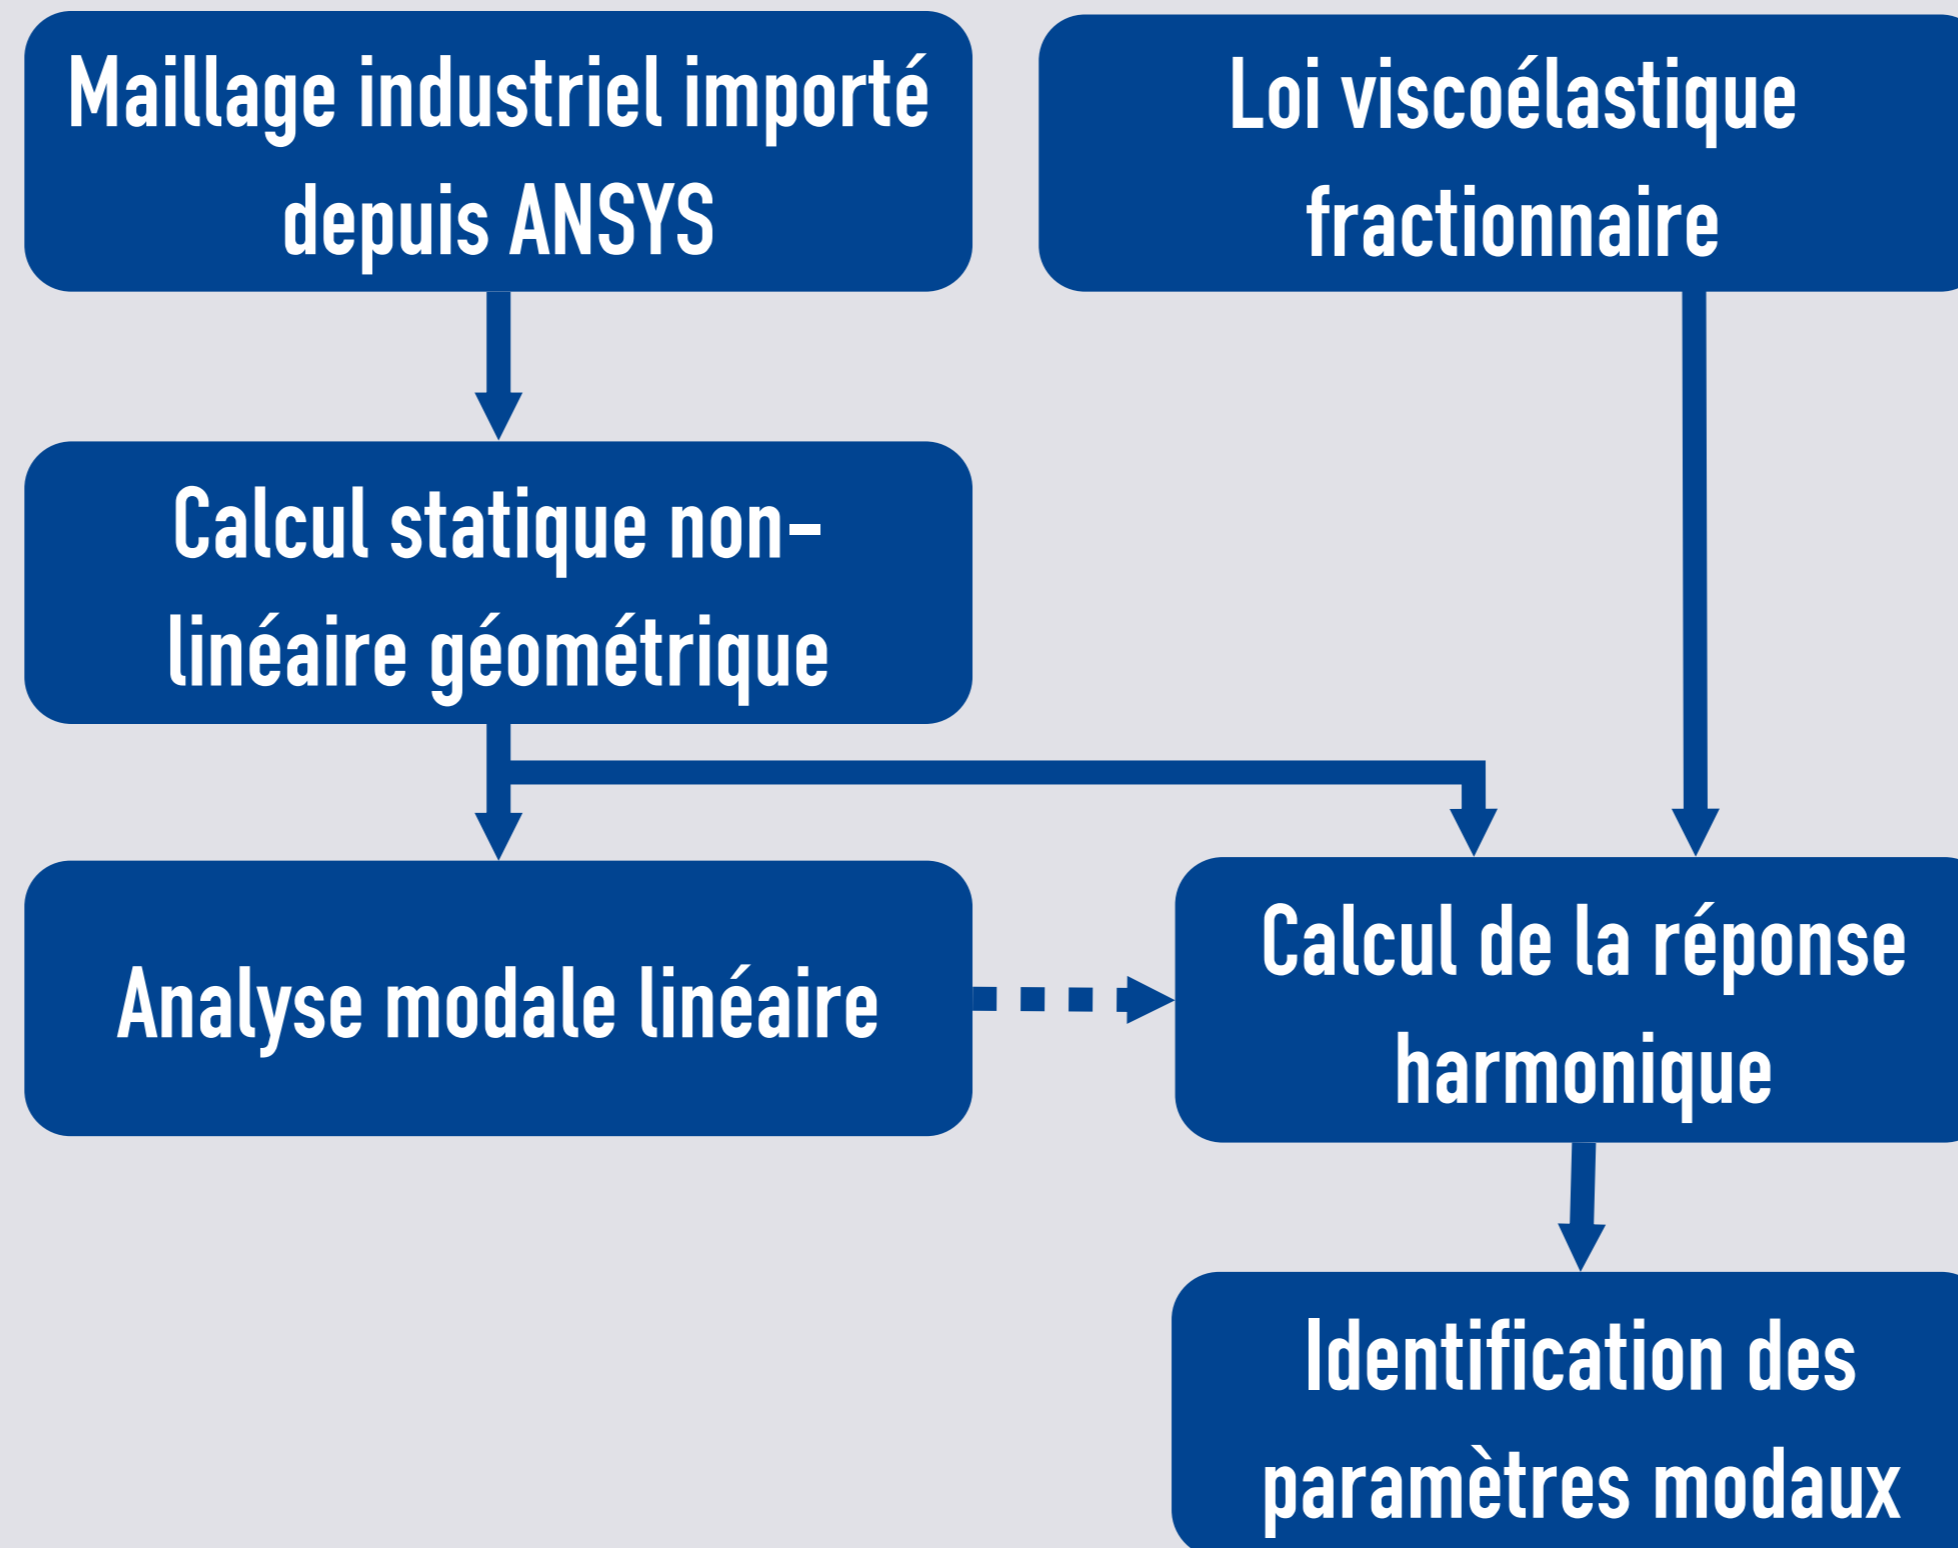 Maillage industriel importé
depuis ANSYS
Loi viscoélastique
fractionnaire
Calcul statique non-
linéaire géométrique
Analyse modale linéaire
Calcul de la réponse
harmonique
Identification des
paramètres modaux